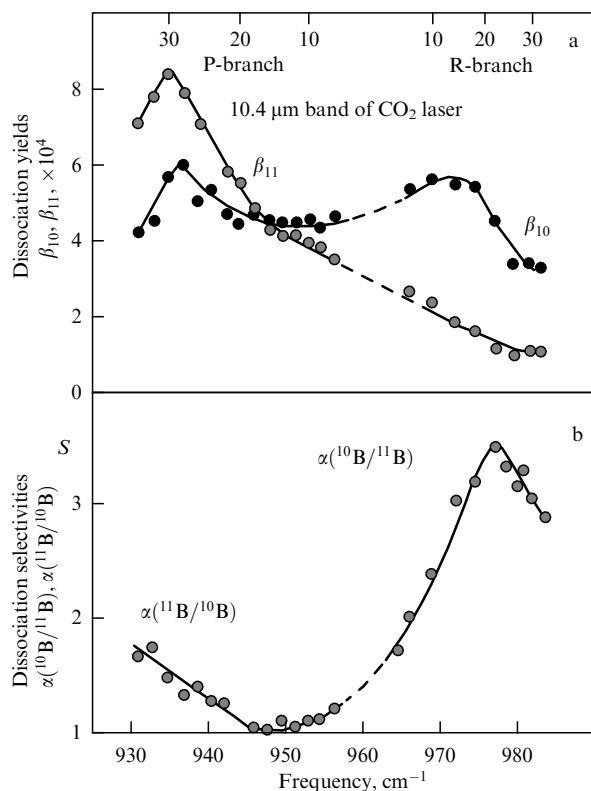 30 20 10 10 20 30 a
P-branch R-branch
10.4 μm band of CO₂ laser
β₁₁
β₁₀
8
6
4
2
0
Dissociation yields
β₁₀, β₁₁, ×10⁴
S b
α(¹⁰B/¹¹B)
α(¹¹B/¹⁰B)
3
2
1
Dissociation selectivities
α(¹⁰B/¹¹B), α(¹¹B/¹⁰B)
930 940 950 960 970 980
Frequency, cm⁻¹